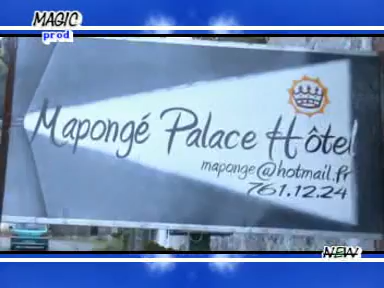 MAGIC
prod
Mapongé Palace Hôtel
maponge@hotmail.fr
761.12.24
NEW